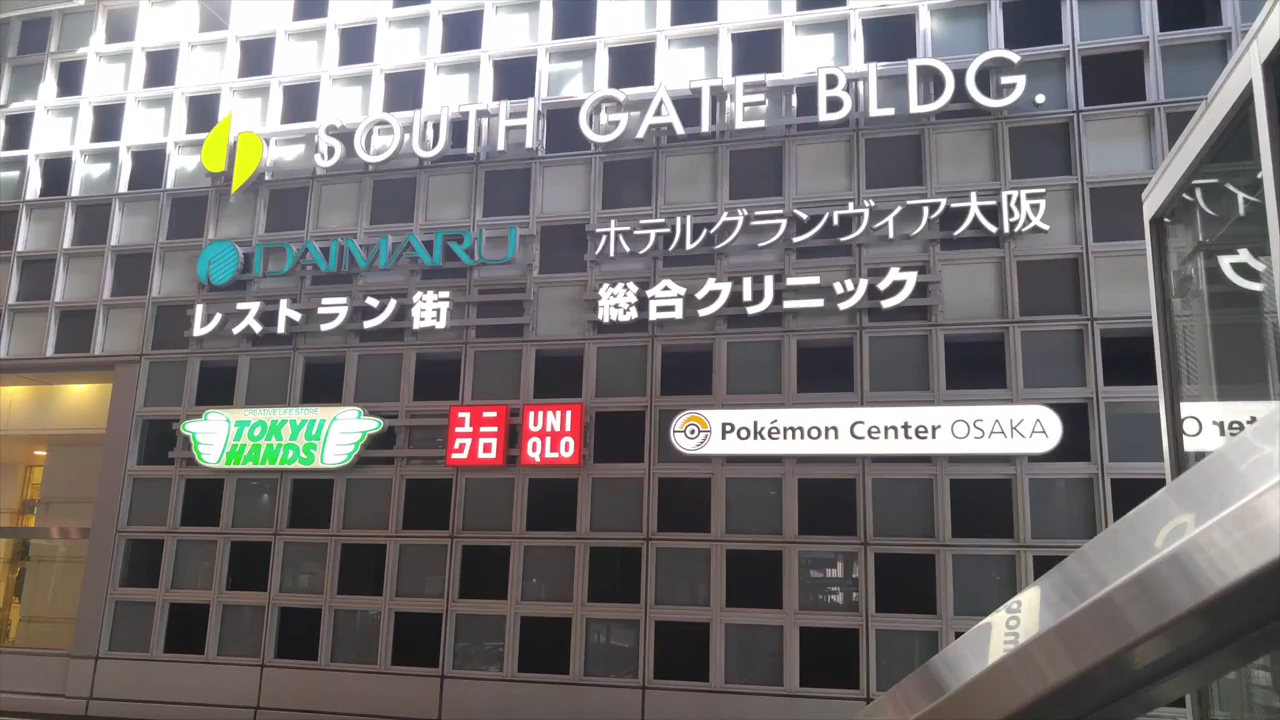 SOUTH GATE BLDG.
DAIMARU
ホテルグランヴィア大阪
レストラン街
総合クリニック
CREATIVE LIFE STORE
TOKYU
HANDS
ユニ
クロ
UNI
QLO
Pokémon Center OSAKA